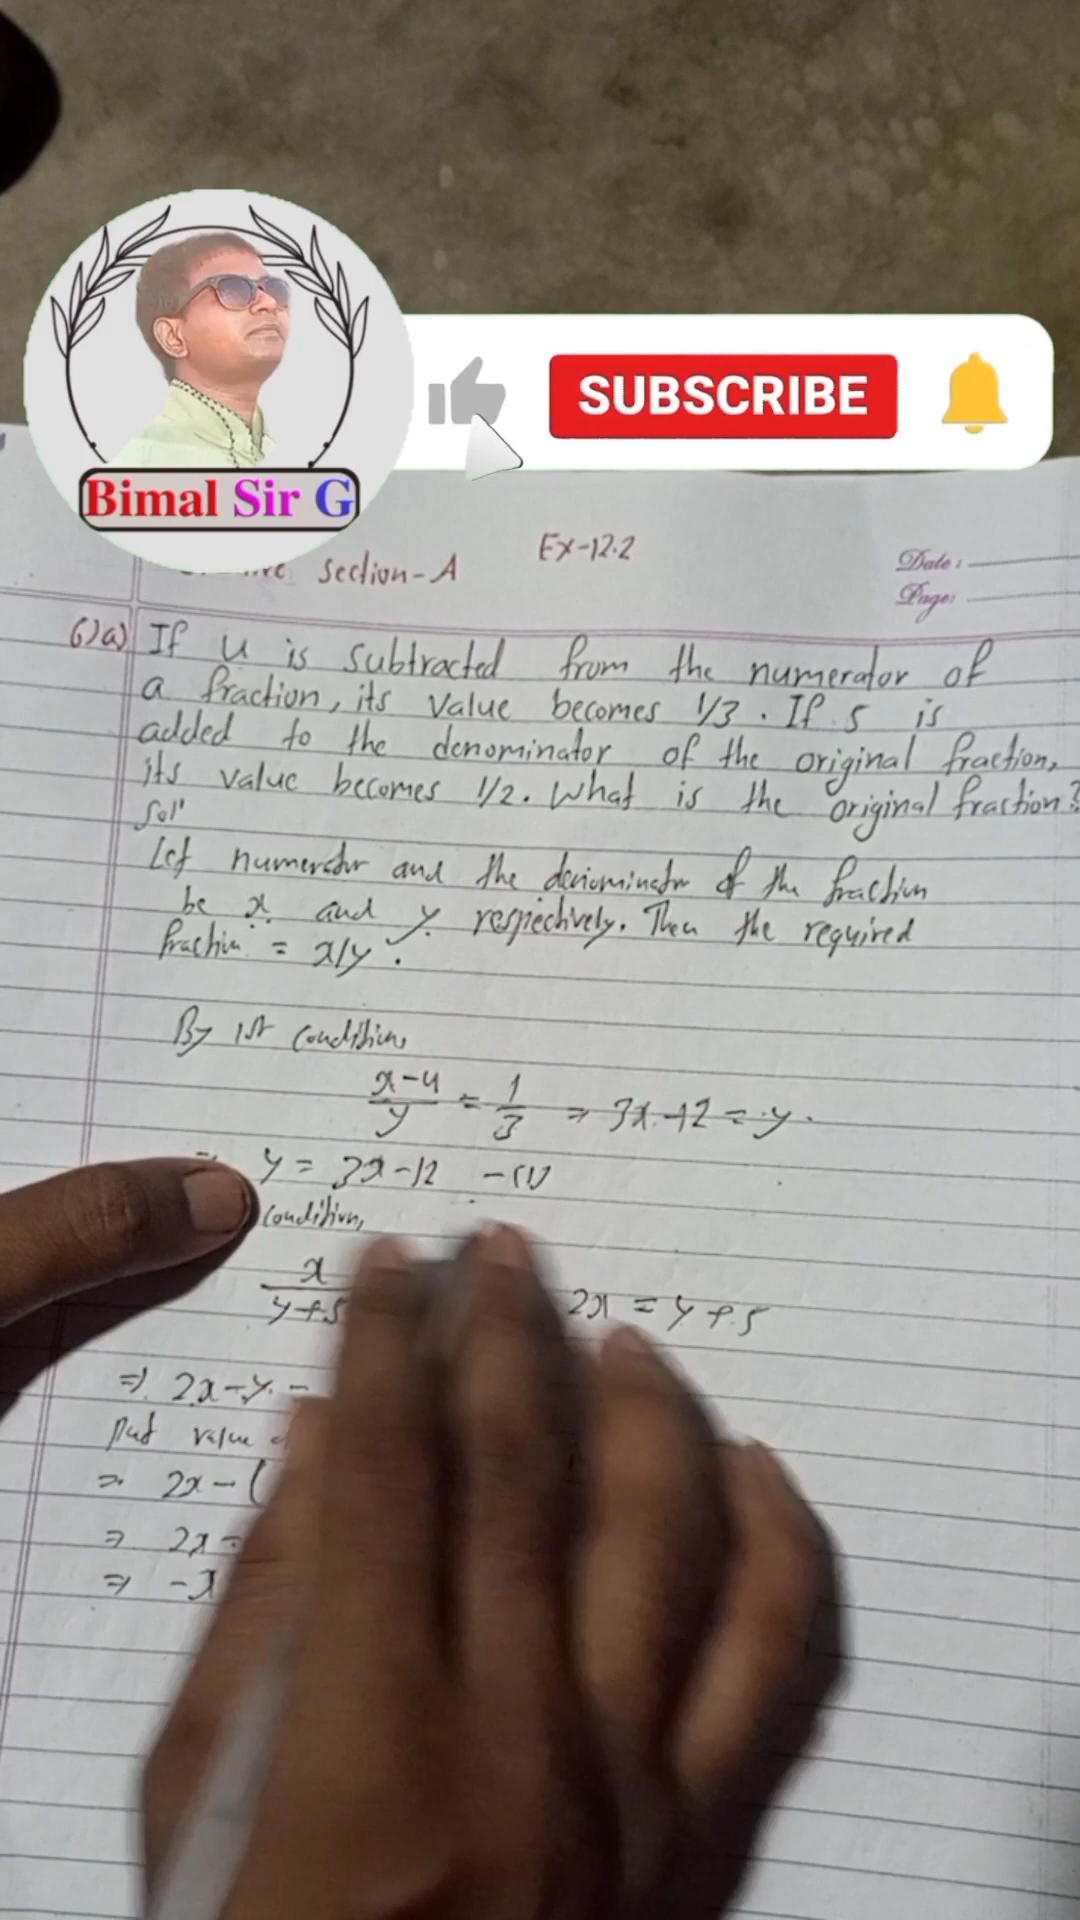 SUBSCRIBE
Bimal Sir G
Section-A
Ex-12.2
Date:
Page:
6)a) If 4 is subtracted from the numerator of
a fraction, its value becomes 1/3. If 5 is
added to the denominator of the original fraction,
its value becomes 1/2. What is the original fraction?
Solⁿ
Let numerator and the denominator of the fraction
be x and y respectively. Then the required
fraction = x/y.
By 1st condition,
x-4/y = 1/3 ⇒ 3x-12 = y
⇒ y = 3x-12 -(1)
condition,
x/y+5 2x = y+5
⇒ 2x-y
Put value
⇒ 2x-(
⇒ 2x-
⇒ -x